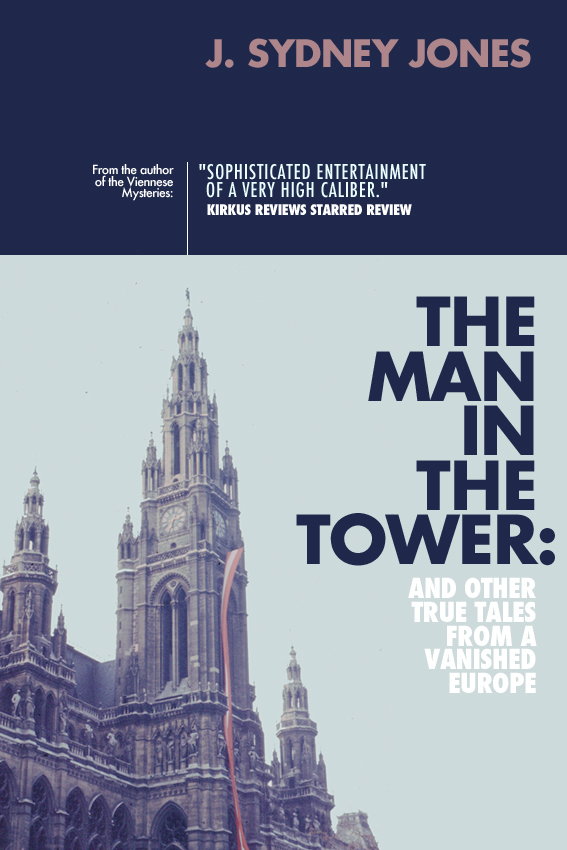 J. SYDNEY JONES
From the author
of the Viennese
Mysteries:
"SOPHISTICATED ENTERTAINMENT
OF A VERY HIGH CALIBER."
KIRKUS REVIEWS STARRED REVIEW
THE
MAN
IN
THE
TOWER:
AND OTHER
TRUE TALES
FROM A
VANISHED
EUROPE